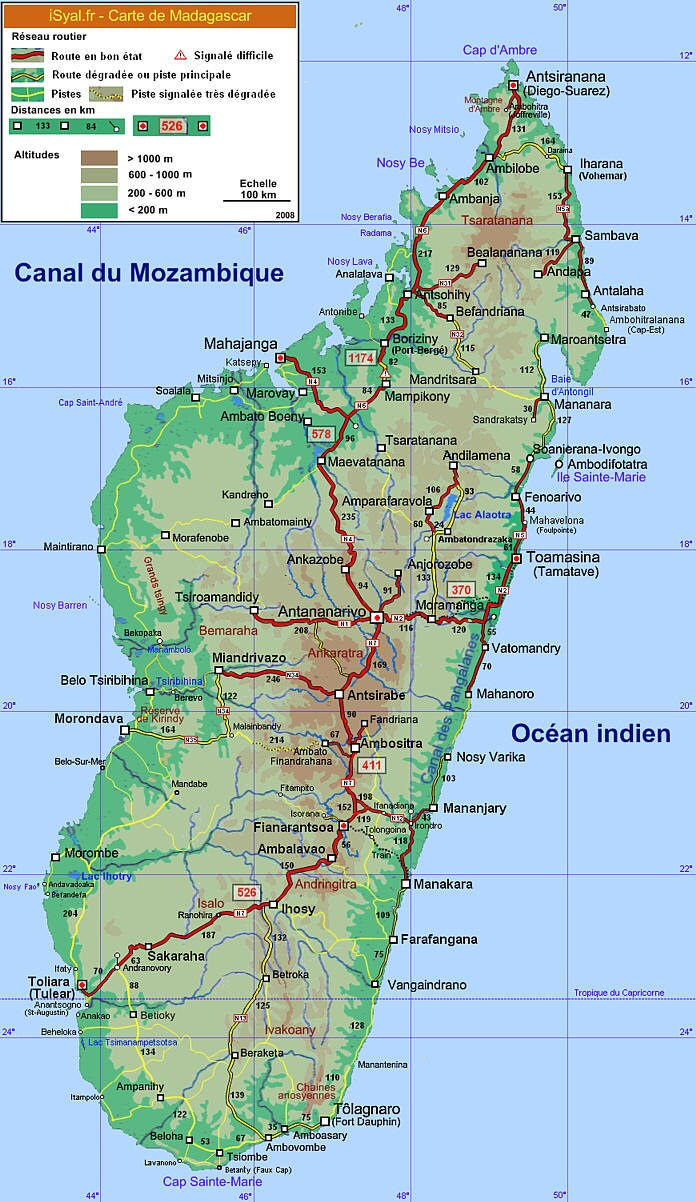 iSyal.fr - Carte de Madagascar
Réseau routier
Route en bon état
Signalé difficile
Route dégradée ou piste principale
Pistes
Piste signalée très dégradée
Distances en km
133 84 526
Altitudes
> 1000 m
600 - 1000 m
200 - 600 m
< 200 m
Echelle
100 km
2008
48°
50°
12°
Cap d'Ambre
Antsiranana
(Diego-Suarez)
Montagne
d'Ambre
Ambohitra
(Joffreville)
Nosy Mitsio
131
164
Daraina
Nosy Be
Ambilobe
Iharana
(Vohemar)
102
Ambanja
153
N5a
Tsaratanana
Nosy Berafia
14°
Radama
N6
Sambava
217
Bealanana
89
Nosy Lava
Analalava
129
119
Andapa
N31
Antsohihy
Antalaha
85
Befandriana
47
Antsirabato
Antonibe
133
Ambohitralanana
(Cap-Est)
N32
Canal du Mozambique
44°
46°
Mahajanga
Boriziny
(Port-Bergé)
115
Maroantsetra
Katsepy
1174
82
153
Mandritsara
112
Mitsinjo
N4
84
16°
Soalala
Marovay
Mampikony
Baie
d'Antongil
Cap Saint-André
N6
Mananara
Ambato Boeny
30
578
Sandrakatsy
127
96
Tsaratanana
Soanierana-Ivongo
Maevatanana
Andilamena
58
Ambodifotatra
Ile Sainte-Marie
Kandreho
106
93
Fenoarivo
Amparafaravola
235
Lac Alaotra
44
Mahavelona
(Foulpointe)
Ambatomainty
60
24
Morafenobe
N4
Ambatondrazaka
N5
Maintirano
61
18°
Ankazobe
Anjorozobe
Toamasina
(Tamatave)
Grands tsingy
94
91
133
370
134
Tsiroamandidy
Moramanga
N2
Nosy Barren
Antananarivo
N1
N2
116
120
55
Bemaraha
208
Bekopaka
N7
Vatomandry
Manambolo
Ankaratra
Miandrivazo
169
70
Belo Tsiribihina
Tsiribihina
246
N34
Berevo
Antsirabe
Mahanoro
122
Canal des Pangalanes
20°
Réserve
de Kirindy
N34
90
Morondava
Fandriana
164
N35
Malainbandy
67
Océan indien
214
Ambositra
Ambato
Finandrahana
Belo-Sur-Mer
411
Nosy Varika
Mandabe
Fitampito
N7
103
198
152
Ifanadiana
Mananjary
Isorana
119
N12
43
Fianarantsoa
Irondro
Tolongoina
56
118
Morombe
Ambalavao
Train
150
22°
Lac Ihotry
Nosy Fao
Andavadoaka
Befandefa
Andringitra
Manakara
526
Isalo
Ihosy
Ranohira
N7
204
109
187
132
Farafangana
Sakaraha
63
75
Ifaty
70
Andranovory
Toliara
(Tulear)
Betroka
Vangaindrano
88
Tropique du Capricorne
Anantsogno
(St-Augustin)
Anakao
Betioky
125
N13
128
Beheloka
Ivakoany
24°
Lac Tsimanampetsotsa
134
Beraketa
Manantenina
Ampanihy
110
Chaines
anosyennes
Itampolo
139
Tôlagnaro
(Fort Dauphin)
122
75
Beloha
35
Amboasary
53
67
Ambovombe
Tsiombe
Lavanono
Betanty (Faux Cap)
Cap Sainte-Marie
44°
46°
48°
50°